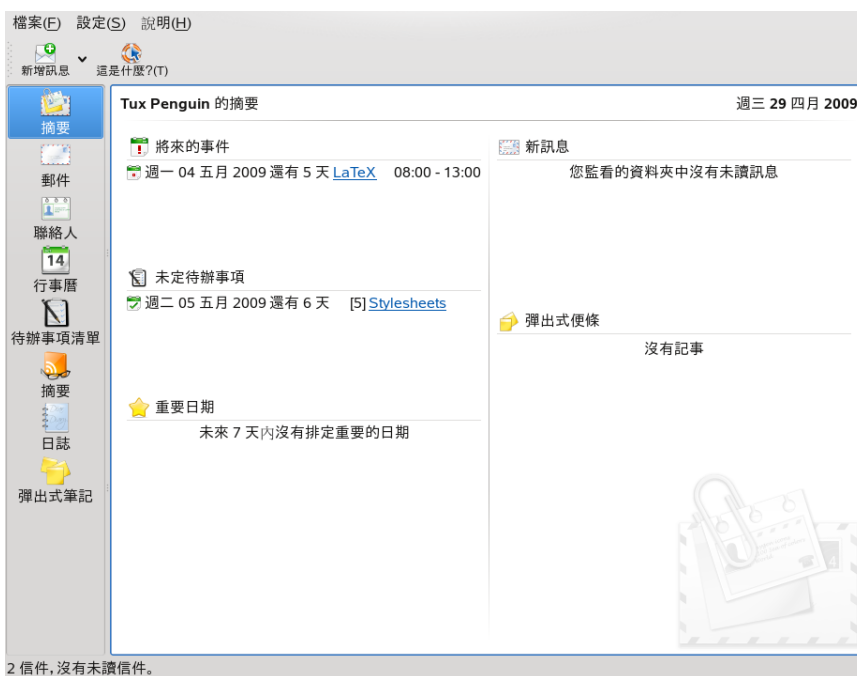 檔案(F) 設定(S) 說明(H)
新增訊息 這是什麼?(T)
摘要
郵件
聯絡人
14
行事曆
待辦事項清單
摘要
日誌
彈出式筆記
Tux Penguin 的摘要 週三 29 四月 2009
將來的事件
週一 04 五月 2009 還有 5 天 LaTeX 08:00 - 13:00
未定待辦事項
週二 05 五月 2009 還有 6 天 [5] Stylesheets
重要日期
未來 7 天內沒有排定重要的日期
新訊息
您監看的資料夾中沒有未讀訊息
彈出式便條
沒有記事
2 信件, 沒有未讀信件。